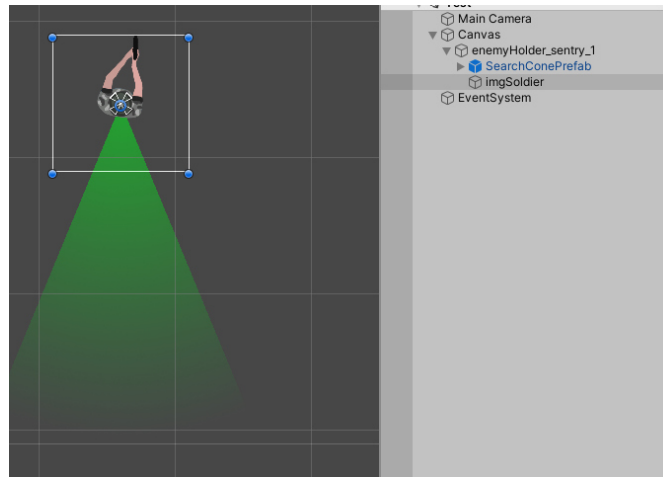 Main Camera
Canvas
enemyHolder_sentry_1
SearchConePrefab
imgSoldier
EventSystem